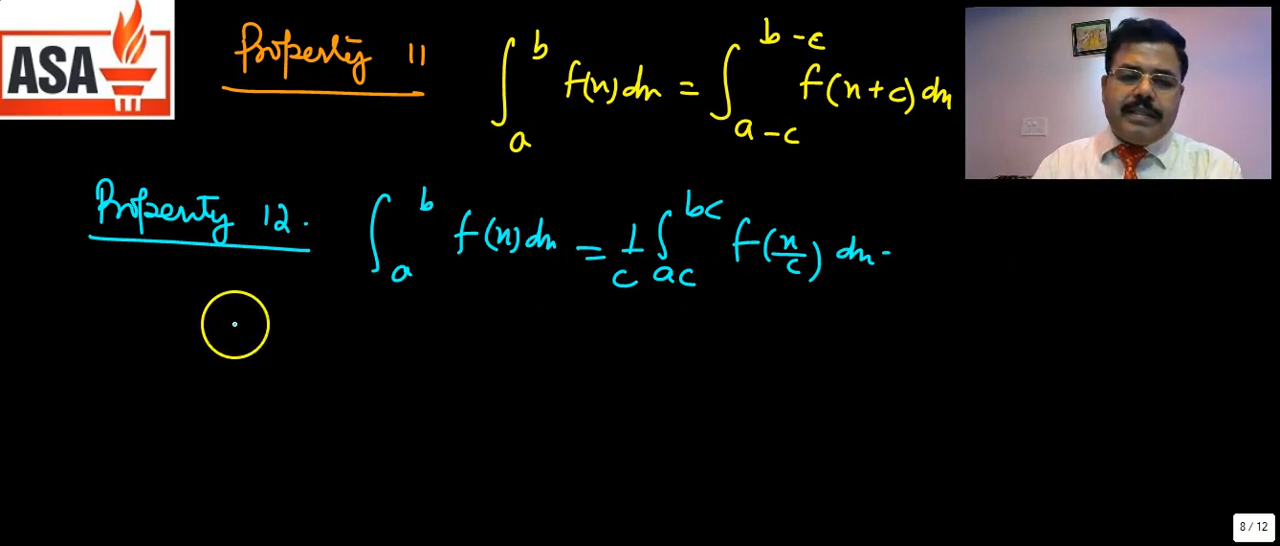 ASA
Property 11 ∫_a^b f(x)dx = ∫_{a-c}^{b-c} f(x+c)dx
Property 12. ∫_a^b f(x)dx = 1/c ∫_{ac}^{bc} f(x/c) dx.
8 / 12